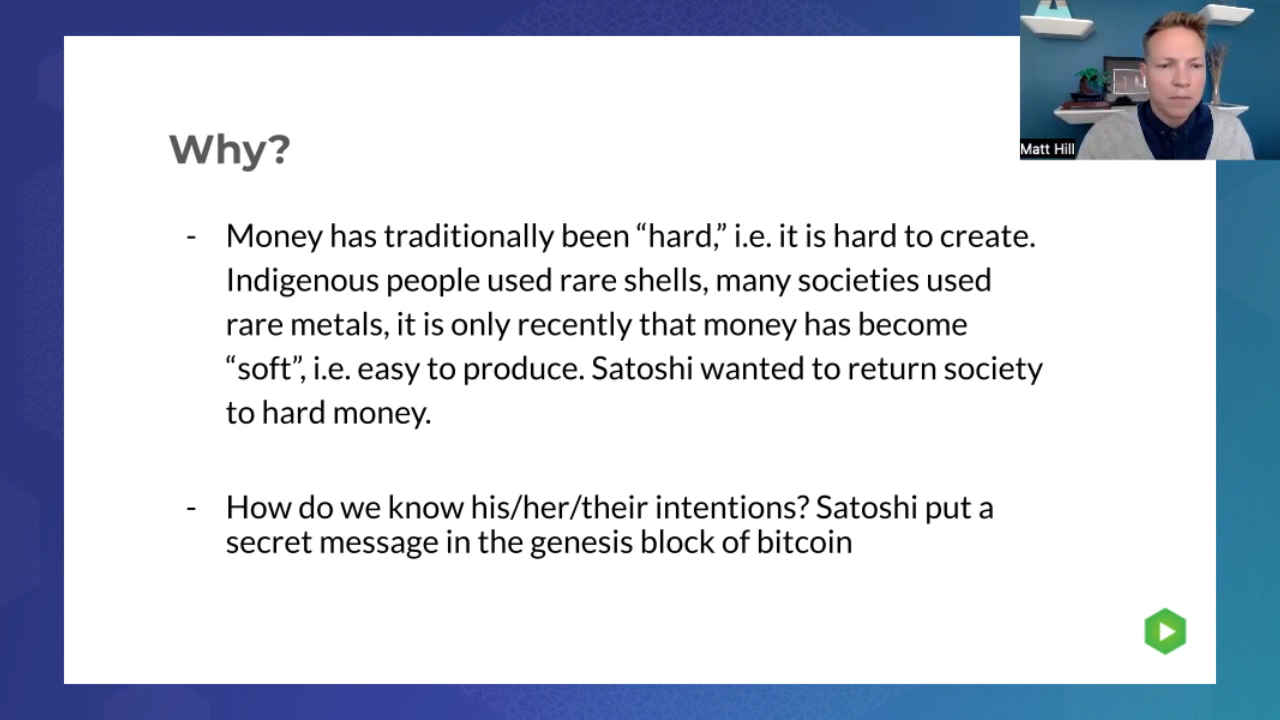 Why?
- Money has traditionally been “hard,” i.e. it is hard to create.
Indigenous people used rare shells, many societies used
rare metals, it is only recently that money has become
“soft”, i.e. easy to produce. Satoshi wanted to return society
to hard money.
- How do we know his/her/their intentions? Satoshi put a
secret message in the genesis block of bitcoin
Matt Hill